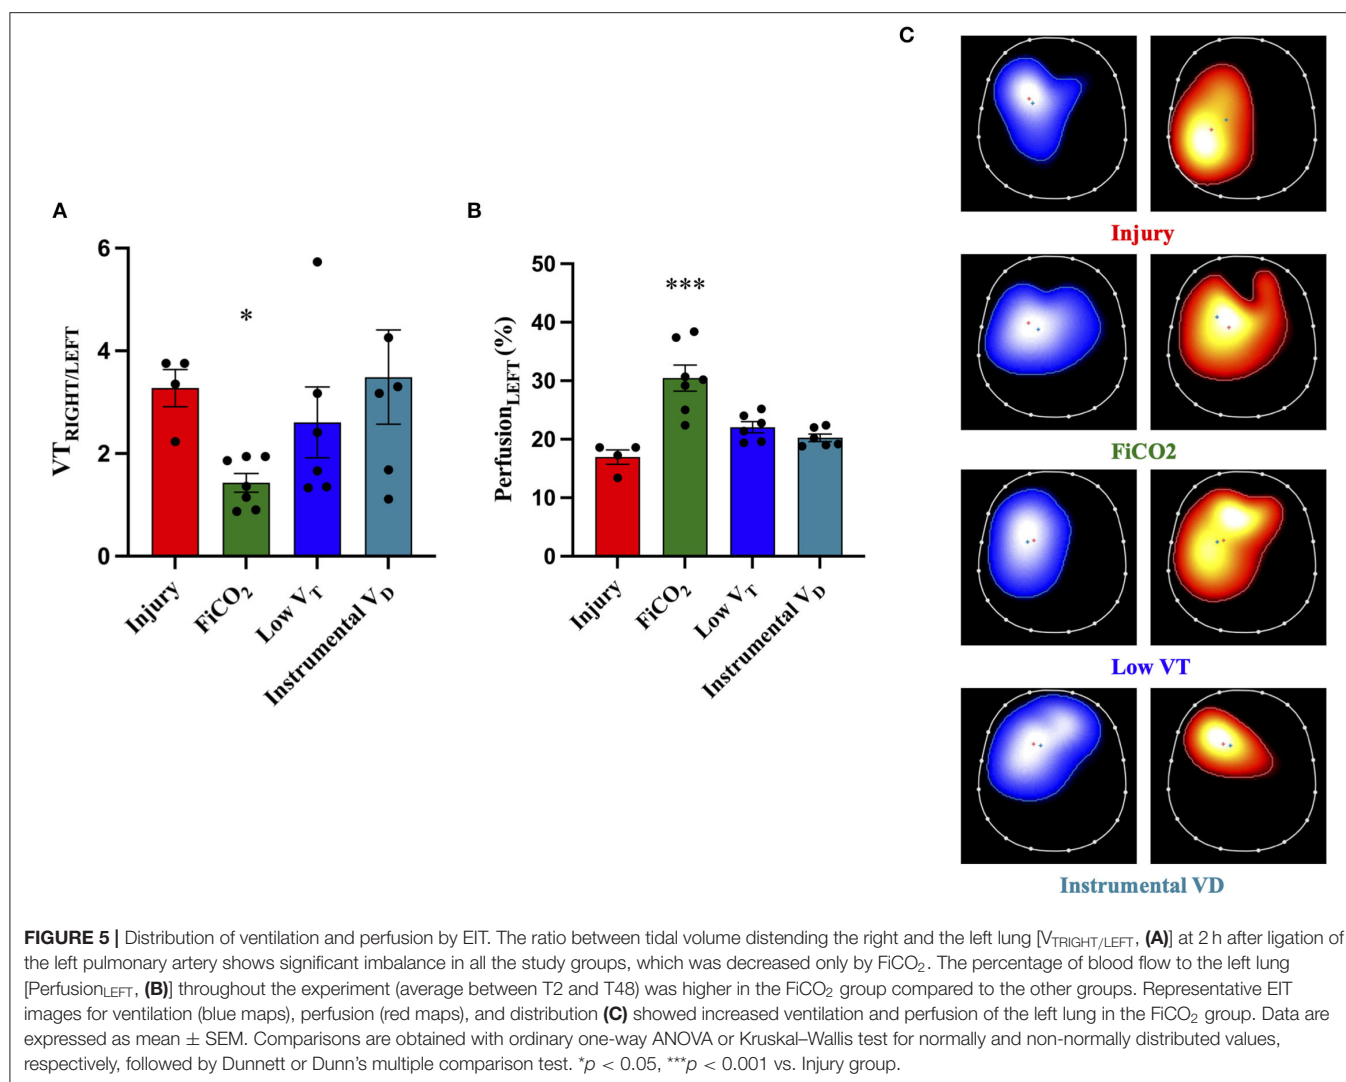 A
VT_RIGHT/LEFT
6
4
2
0
*
Injury
FiCO₂
Low V_T
Instrumental V_D
B
Perfusion_LEFT (%)
50
40
30
20
10
0
***
Injury
FiCO₂
Low V_T
Instrumental V_D
C
Injury
FiCO2
Low VT
Instrumental VD
FIGURE 5 | Distribution of ventilation and perfusion by EIT. The ratio between tidal volume distending the right and the left lung [V_TRIGHT/LEFT, (A)] at 2 h after ligation of
the left pulmonary artery shows significant imbalance in all the study groups, which was decreased only by FiCO₂. The percentage of blood flow to the left lung
[Perfusion_LEFT, (B)] throughout the experiment (average between T2 and T48) was higher in the FiCO₂ group compared to the other groups. Representative EIT
images for ventilation (blue maps), perfusion (red maps), and distribution (C) showed increased ventilation and perfusion of the left lung in the FiCO₂ group. Data are
expressed as mean ± SEM. Comparisons are obtained with ordinary one-way ANOVA or Kruskal–Wallis test for normally and non-normally distributed values,
respectively, followed by Dunnett or Dunn's multiple comparison test. *p < 0.05, ***p < 0.001 vs. Injury group.